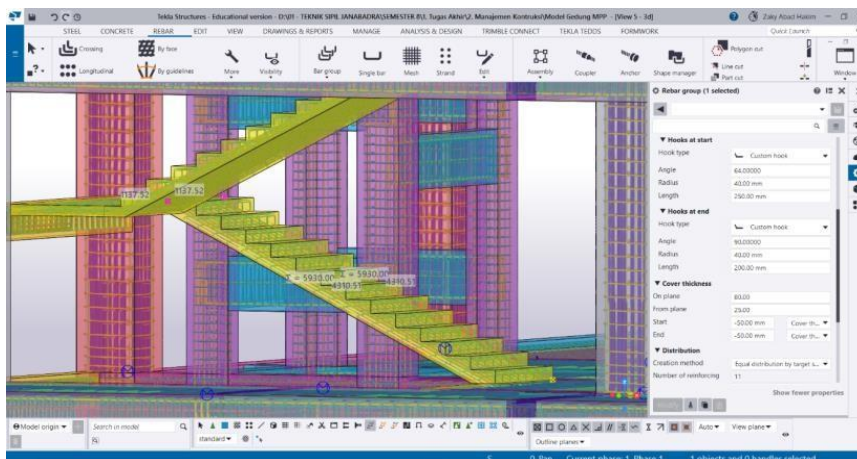 Tekla Structures - Educational version - D:\JII - TEKNIK SIPIL JANABADRA\SEMESTER 8\1. Tugas Akhir\2. Manajemen Kontruksi\Model Gedung MPP - [View 5 - 3d]
Zaky Abad Hakim
STEEL CONCRETE REBAR EDIT VIEW DRAWINGS & REPORTS MANAGE ANALYSIS & DESIGN TRIMBLE CONNECT TEKLA TEDDS FORMWORK
Quick Launch
Crossing By face
Longitudinal By guidelines
More Visibility Bar group Single bar Mesh Strand Edit Assembly Coupler Anchor Shape manager
Polygon cut
Line cut
Part cut
Window
Rebar group (1 selected)
Hooks at start
Hook type Custom hook
Angle 64.00000
Radius 40.00 mm
Length 250.00 mm
Hooks at end
Hook type Custom hook
Angle 90.00000
Radius 40.00 mm
Length 200.00 mm
Cover thickness
On plane 80.00
From plane 25.00
Start -50.00 mm Cover th...
End -50.00 mm Cover th...
Distribution
Creation method Equal distribution by target s...
Number of reinforcing 11
Show fewer properties
Modify
1137.52 1137.52
Σ = 5930.00 Σ = 5930.00
4310.51 4310.51
Model origin Search in model
standard
Auto View plane
Outline planes
S 0 Pan Current phase: 1, Phase 1 1 objects and 0 handles selected